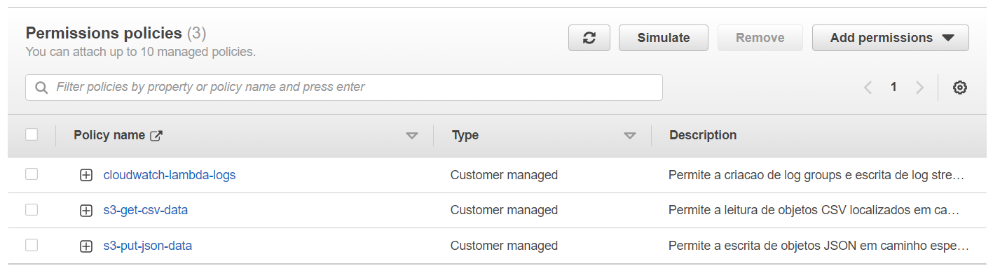 Permissions policies (3)
You can attach up to 10 managed policies.
Simulate
Remove
Add permissions
Filter policies by property or policy name and press enter
1
Policy name Type Description
cloudwatch-lambda-logs Customer managed Permite a criacao de log groups e escrita de log stre…
s3-get-csv-data Customer managed Permite a leitura de objetos CSV localizados em ca…
s3-put-json-data Customer managed Permite a escrita de objetos JSON em caminho espe…